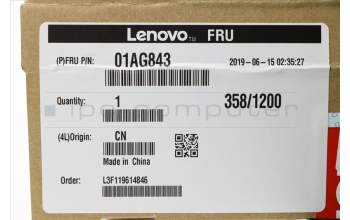 Lenovo™ FRU
(P)FRU P/N: 01AG843 2019-06-15 02:35:27
Quantity: 1 358/1200
(4L)Origin: CN
Made in China
Order: L3F119614846